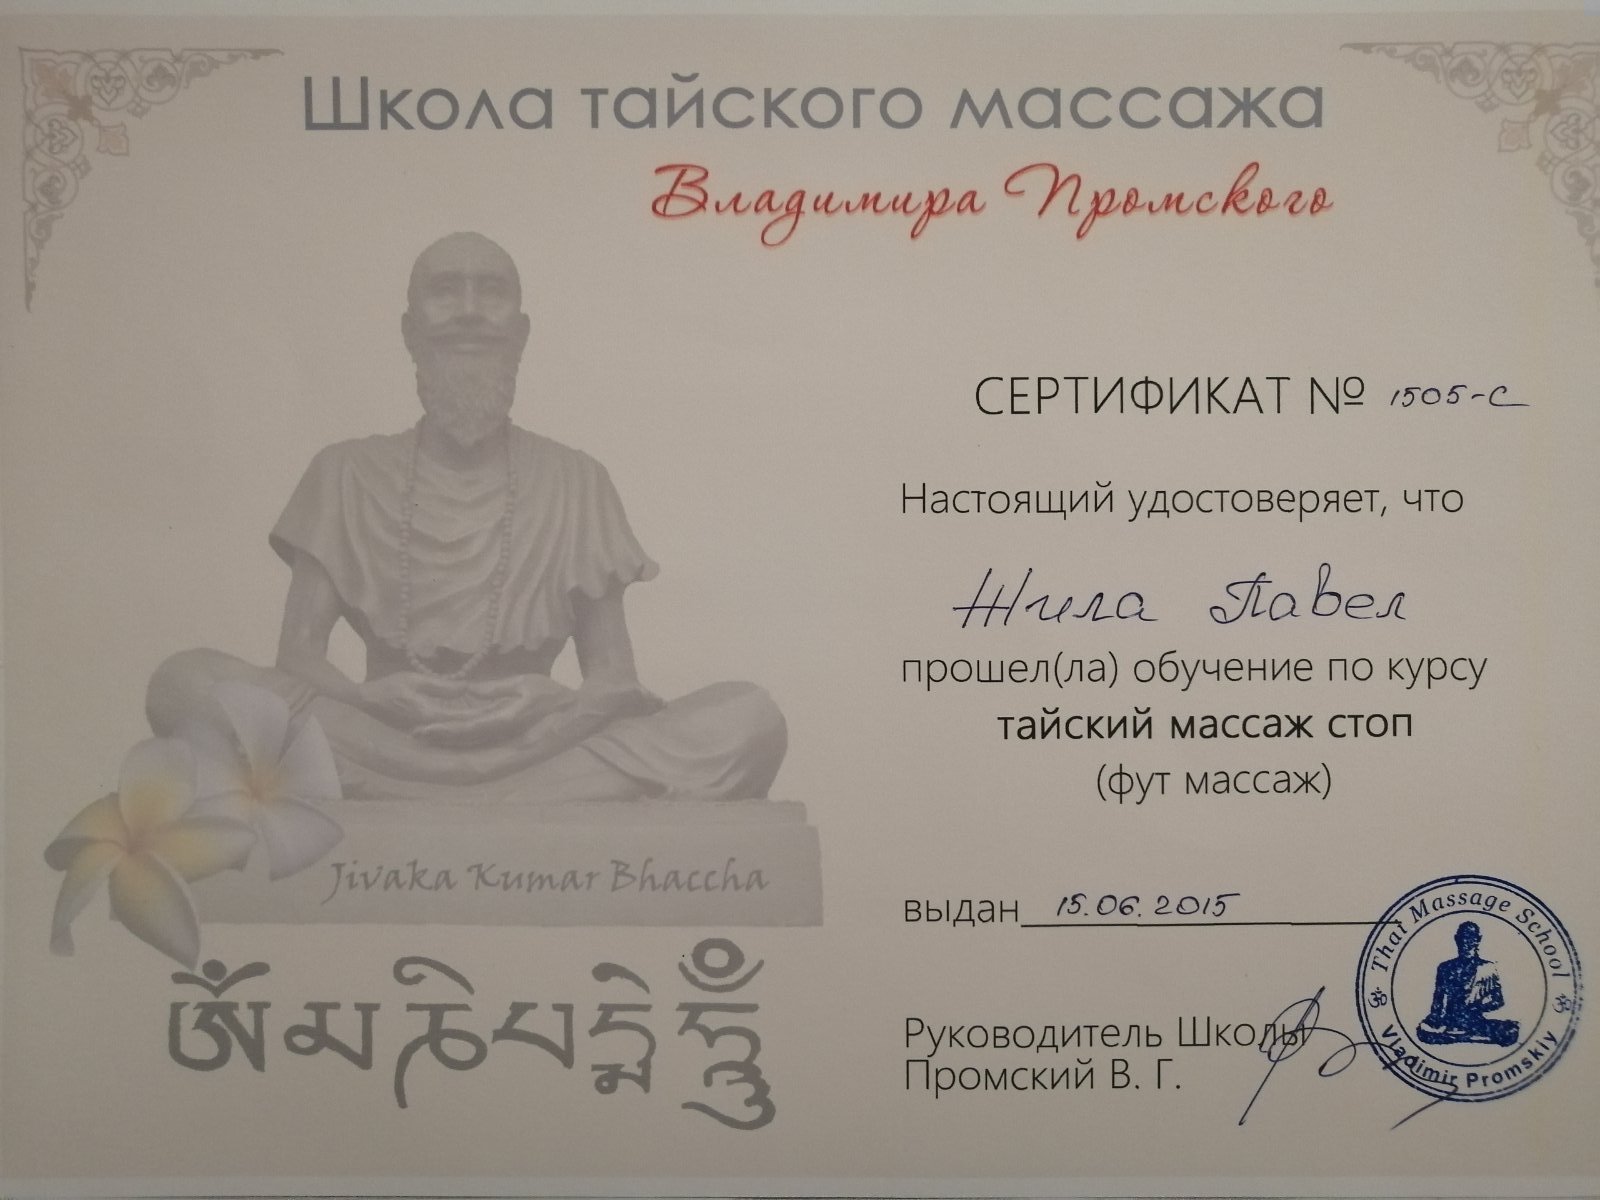 Школа тайского массажа
Владимира Промского
СЕРТИФИКАТ № 1505-С
Настоящий удостоверяет, что
Жила Павел
прошел(ла) обучение по курсу
тайский массаж стоп
(фут массаж)
Jivaka Kumar Bhaccha
ༀམཎིཔདྨེཧཱུྃ
выдан 15.06.2015
Руководитель Школы
Промский В. Г.
Thai Massage School
Vladimir Promskiy